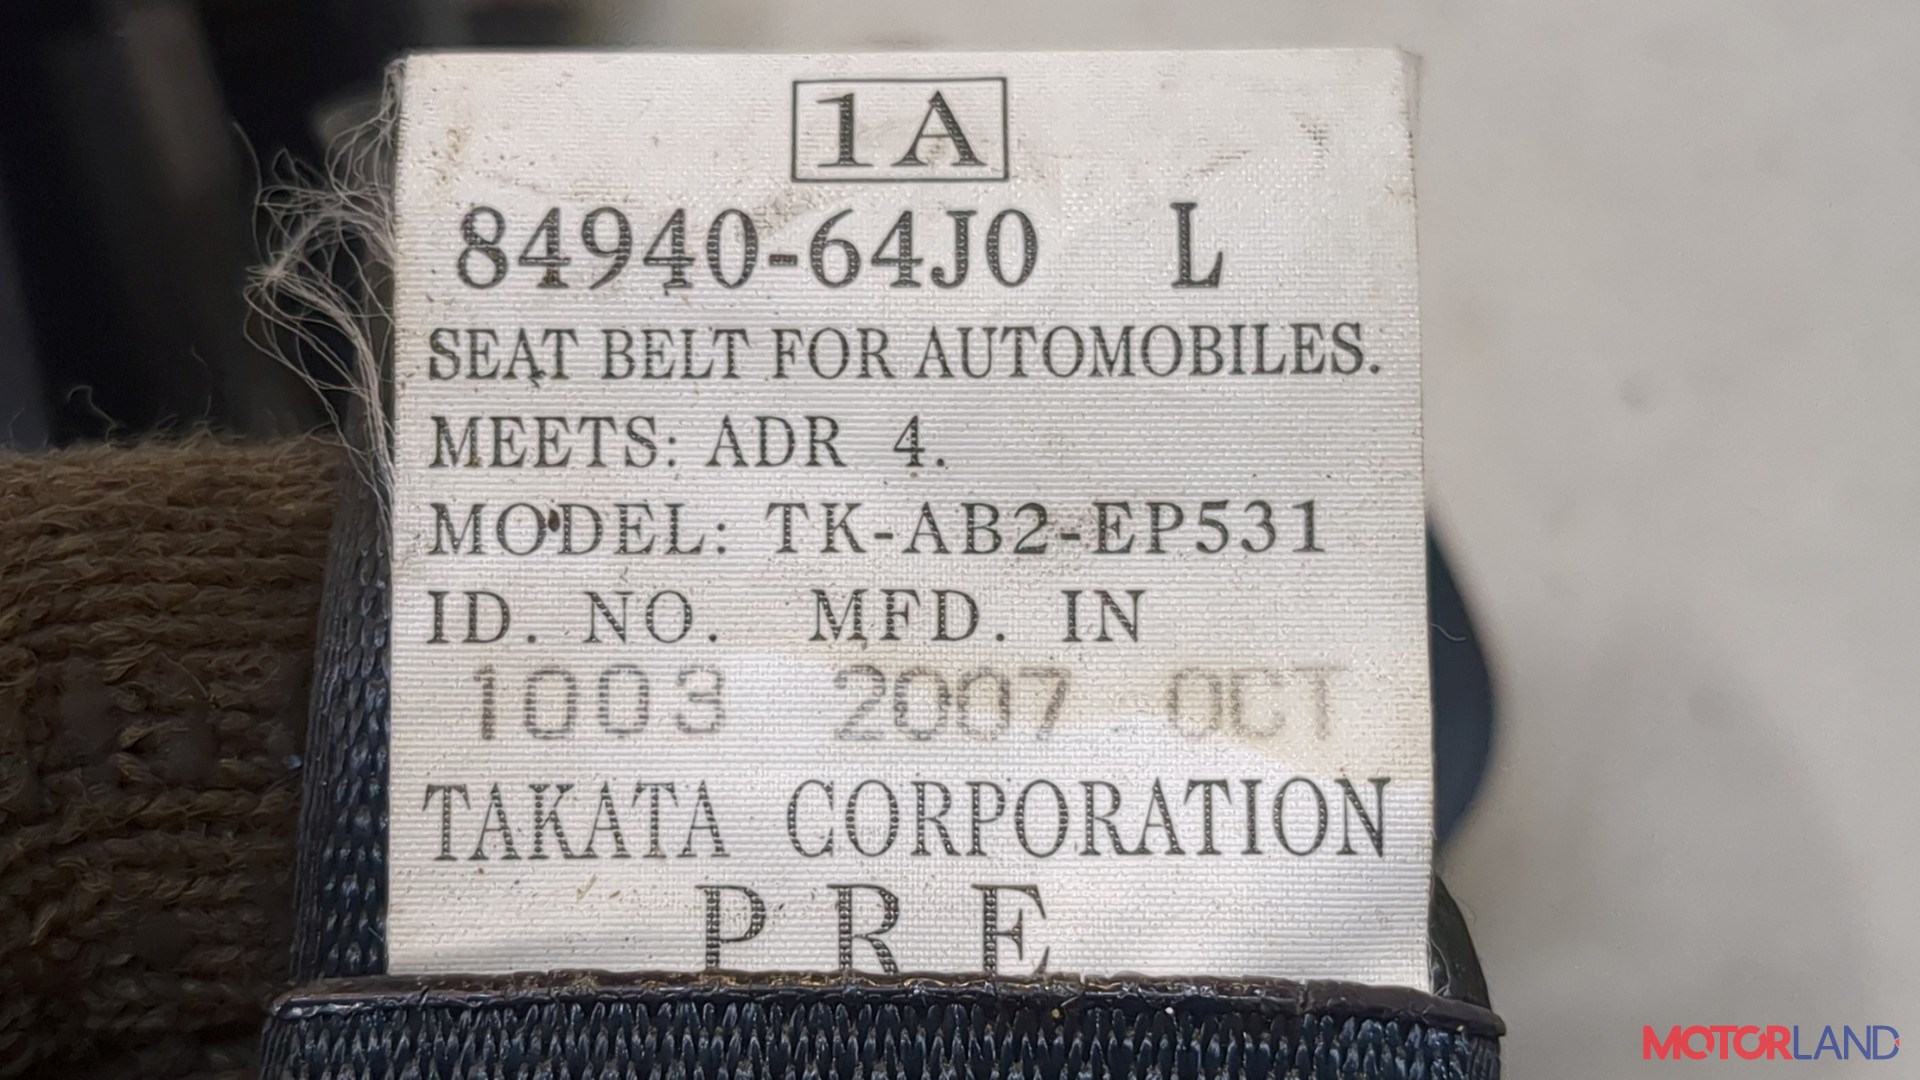 1A
84940-64J0 L
SEAT BELT FOR AUTOMOBILES.
MEETS: ADR 4.
MODEL: TK-AB2-EP531
ID. NO. MFD. IN
1003 2007 OCT
TAKATA CORPORATION
PRE
MOTORLAND